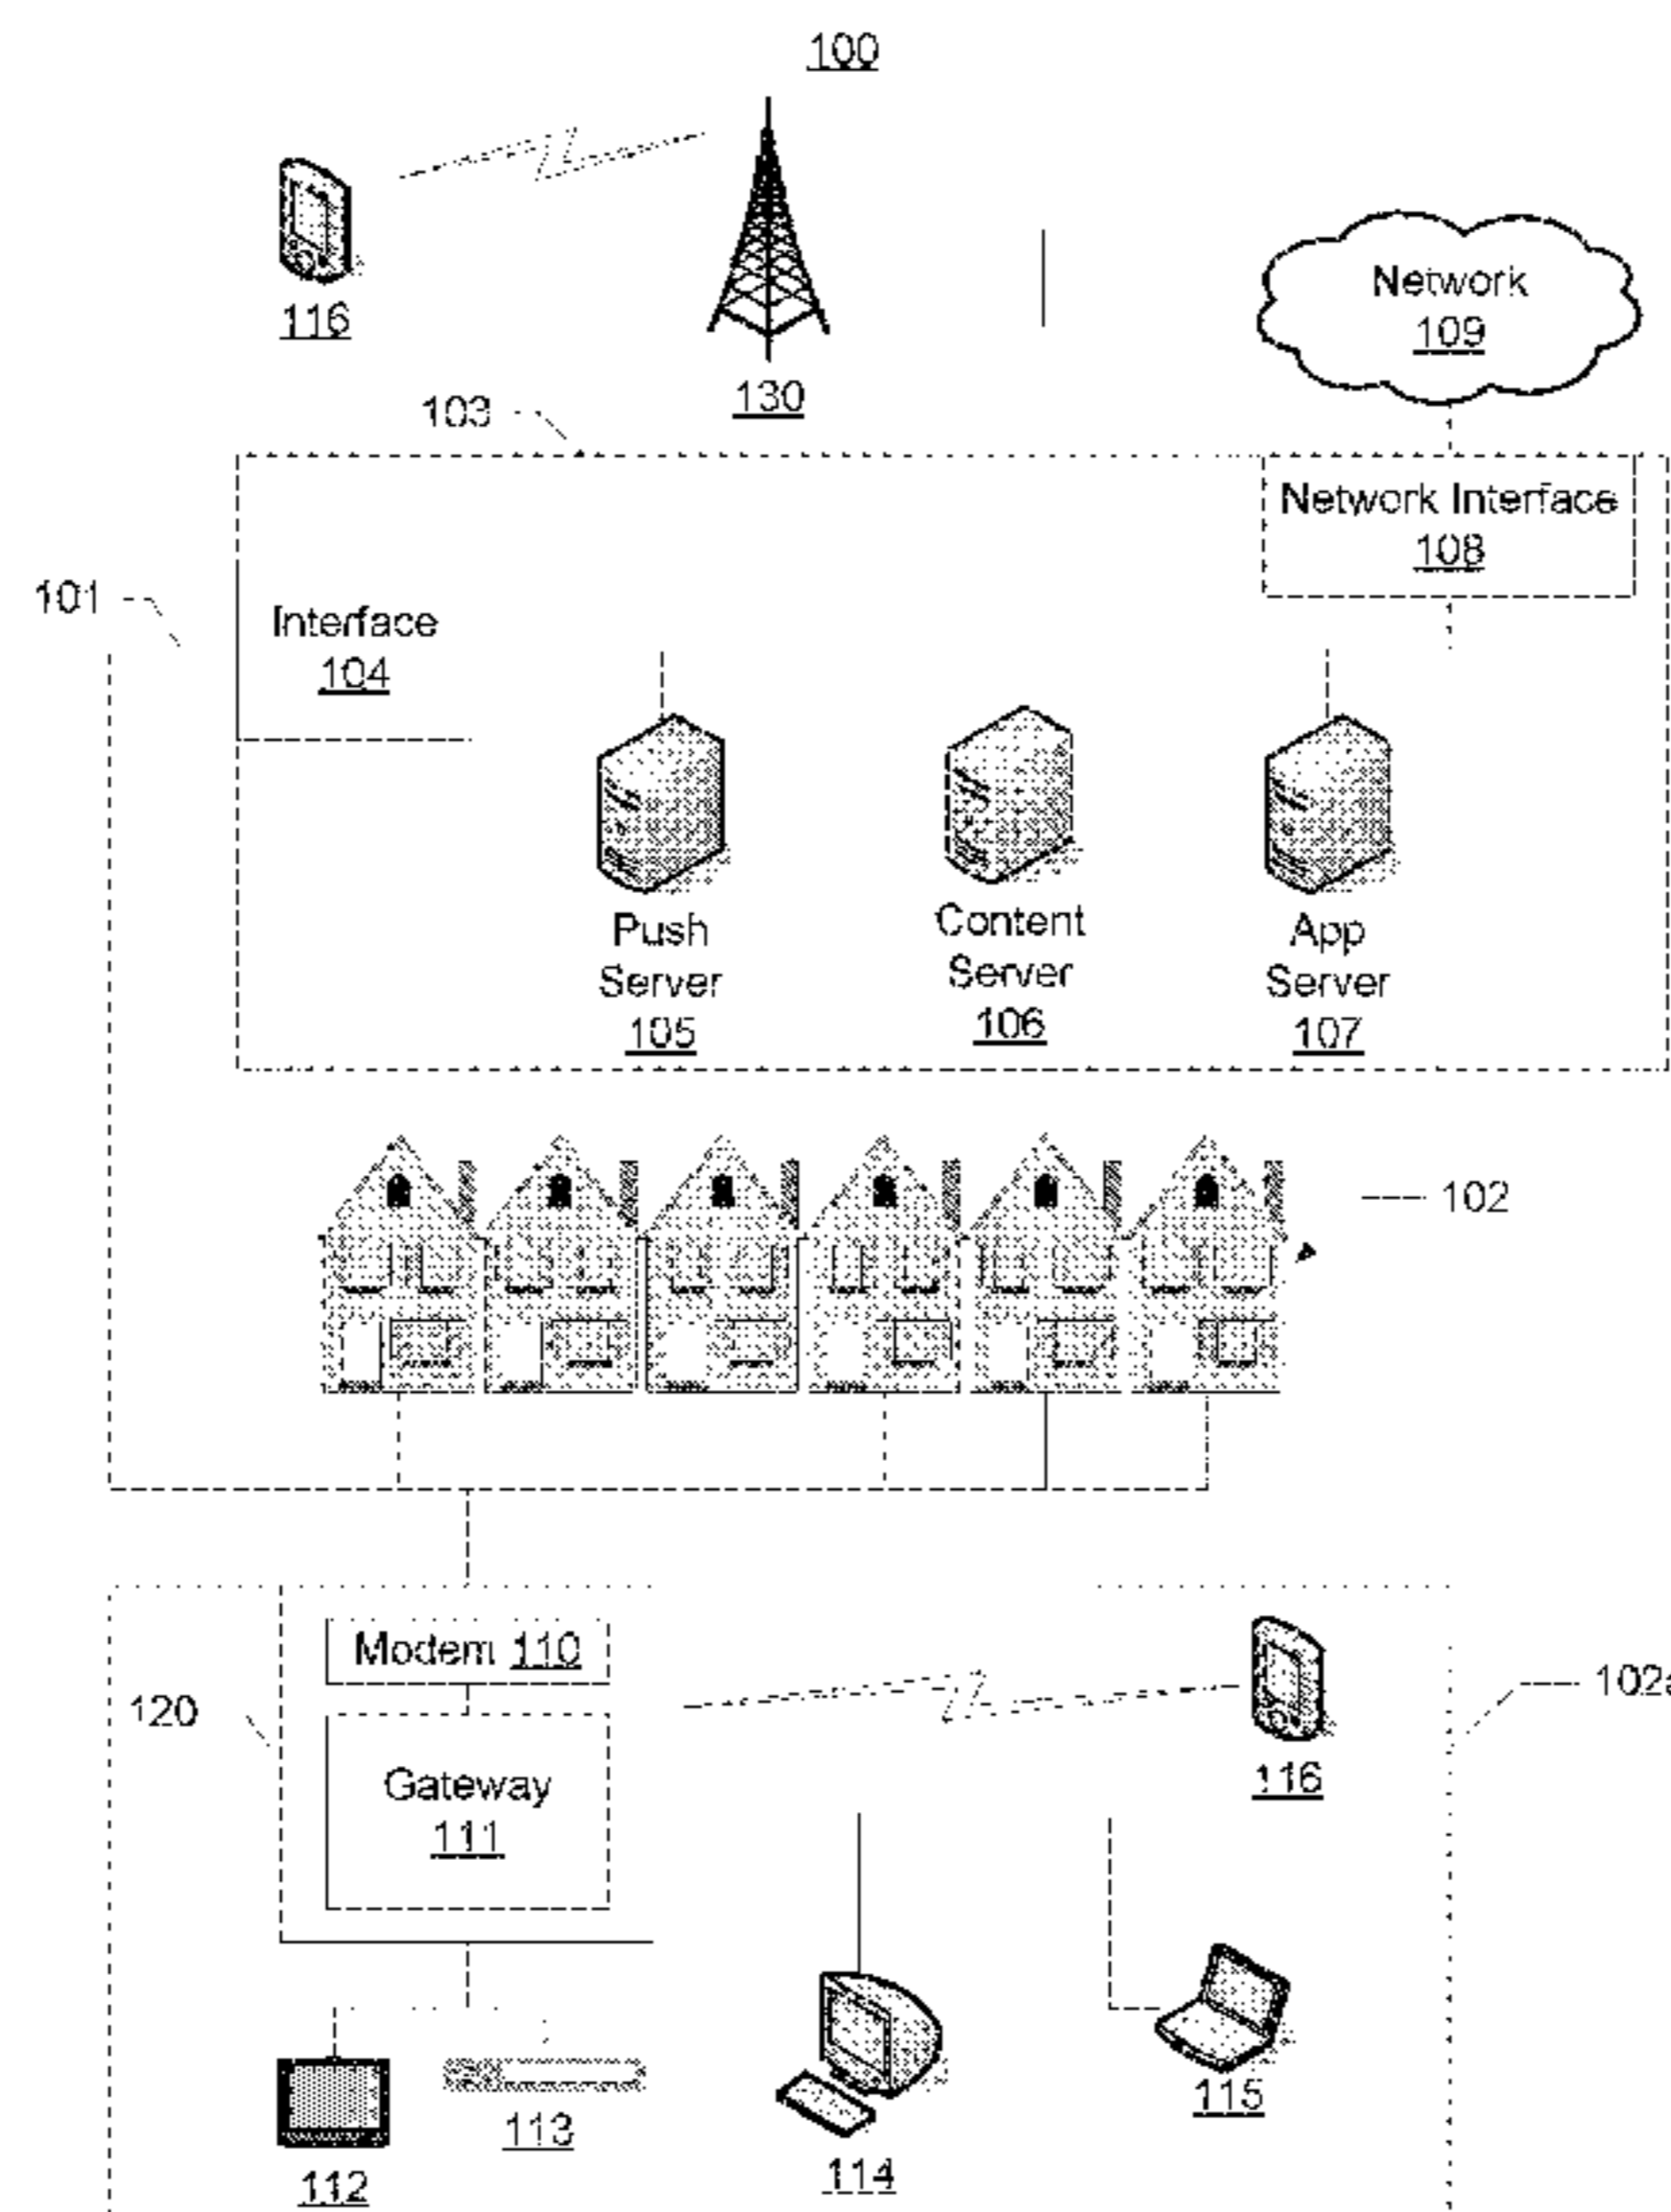 100
116
130
Network
109
103
Network Interface
108
101
Interface
104
Push
Server
105
Content
Server
106
App
Server
107
102
Modem 110
102a
120
Gateway
111
116
112
113
114
115